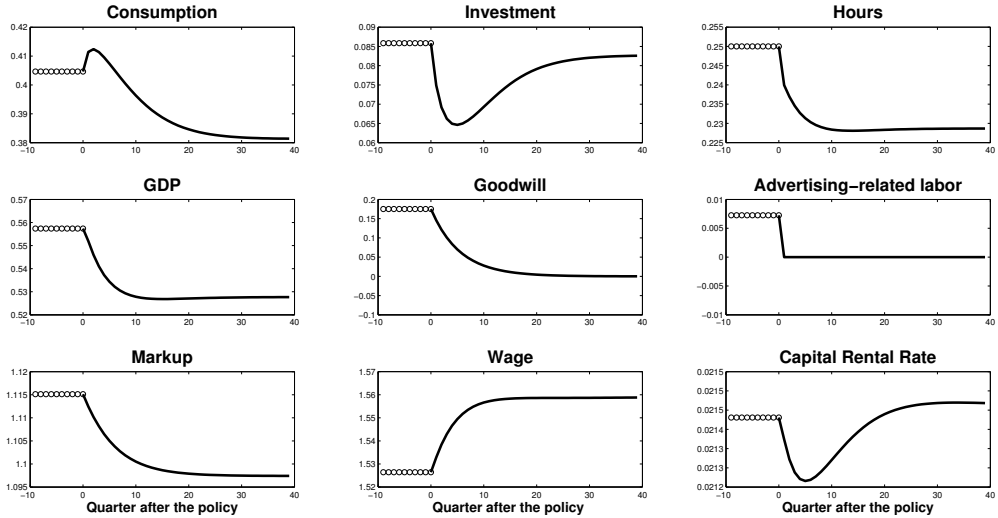 Consumption
0.42
0.41
0.4
0.39
0.38
−10 0 10 20 30 40
Investment
0.09
0.085
0.08
0.075
0.07
0.065
0.06
−10 0 10 20 30 40
Hours
0.25
0.25
0.24
0.235
0.23
0.225
−10 0 10 20 30 40
GDP
0.57
0.56
0.55
0.54
0.53
0.52
−10 0 10 20 30 40
Goodwill
0.2
0.15
0.1
0.05
0
−0.05
−0.1
−10 0 10 20 30 40
Advertising−related labor
0.01
0.005
0
−0.005
−0.01
−10 0 10 20 30 40
Markup
1.12
1.115
1.11
1.105
1.1
1.095
−10 0 10 20 30 40
Quarter after the policy
Wage
1.57
1.56
1.55
1.54
1.53
1.52
−10 0 10 20 30 40
Quarter after the policy
Capital Rental Rate
0.0215
0.0215
0.0214
0.0213
0.0213
0.0212
−10 0 10 20 30 40
Quarter after the policy